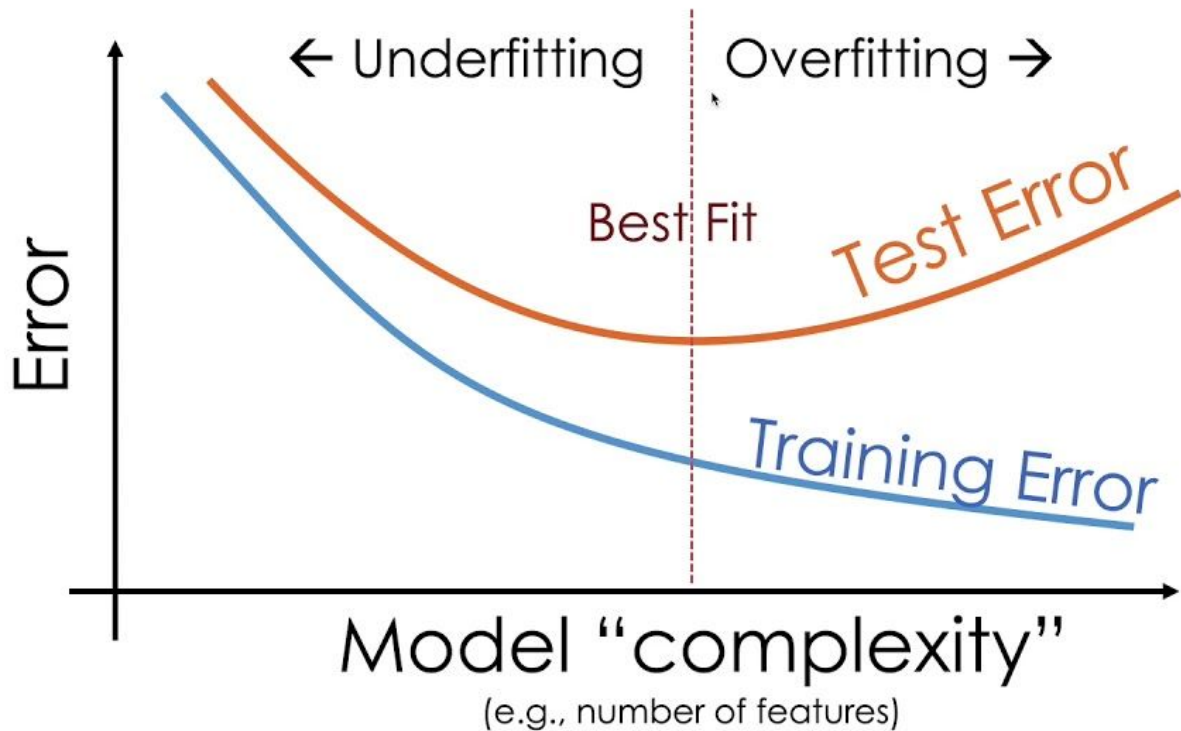 ← Underfitting
Overfitting →
Best Fit
Test Error
Error
Training Error
Model “complexity”
(e.g., number of features)